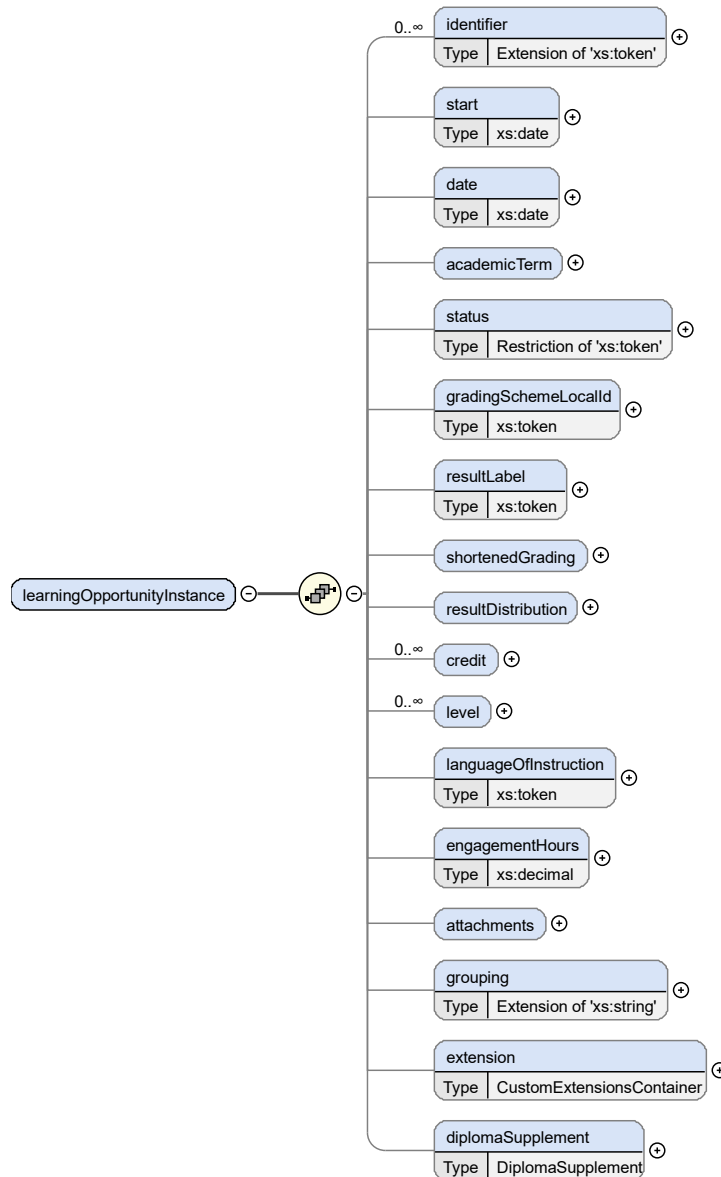 0..∞
identifier
Type Extension of 'xs:token'
start
Type xs:date
date
Type xs:date
academicTerm
status
Type Restriction of 'xs:token'
gradingSchemeLocalId
Type xs:token
resultLabel
Type xs:token
shortenedGrading
learningOpportunityInstance
resultDistribution
0..∞
credit
0..∞
level
languageOfInstruction
Type xs:token
engagementHours
Type xs:decimal
attachments
grouping
Type Extension of 'xs:string'
extension
Type CustomExtensionsContainer
diplomaSupplement
Type DiplomaSupplement